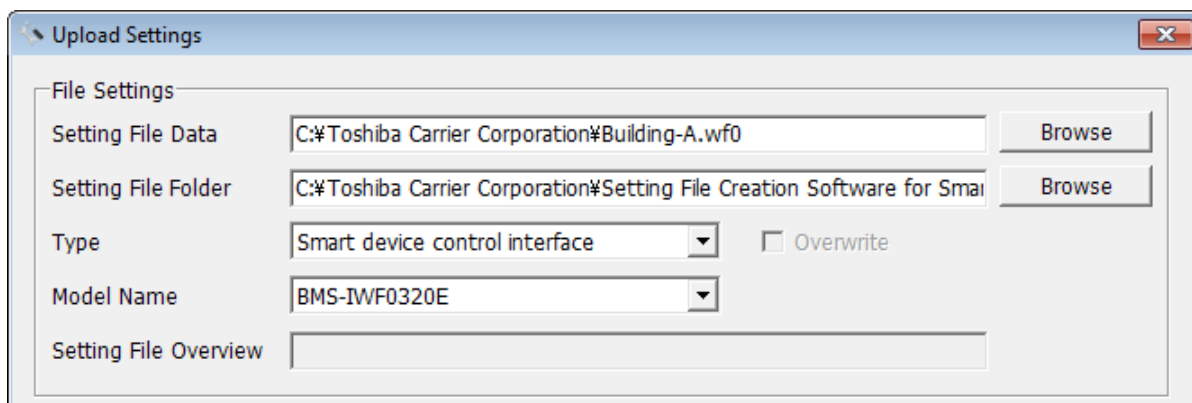 Upload Settings
File Settings
Setting File Data C:¥Toshiba Carrier Corporation¥Building-A.wf0 Browse
Setting File Folder C:¥Toshiba Carrier Corporation¥Setting File Creation Software for Smar Browse
Type Smart device control interface Overwrite
Model Name BMS-IWF0320E
Setting File Overview